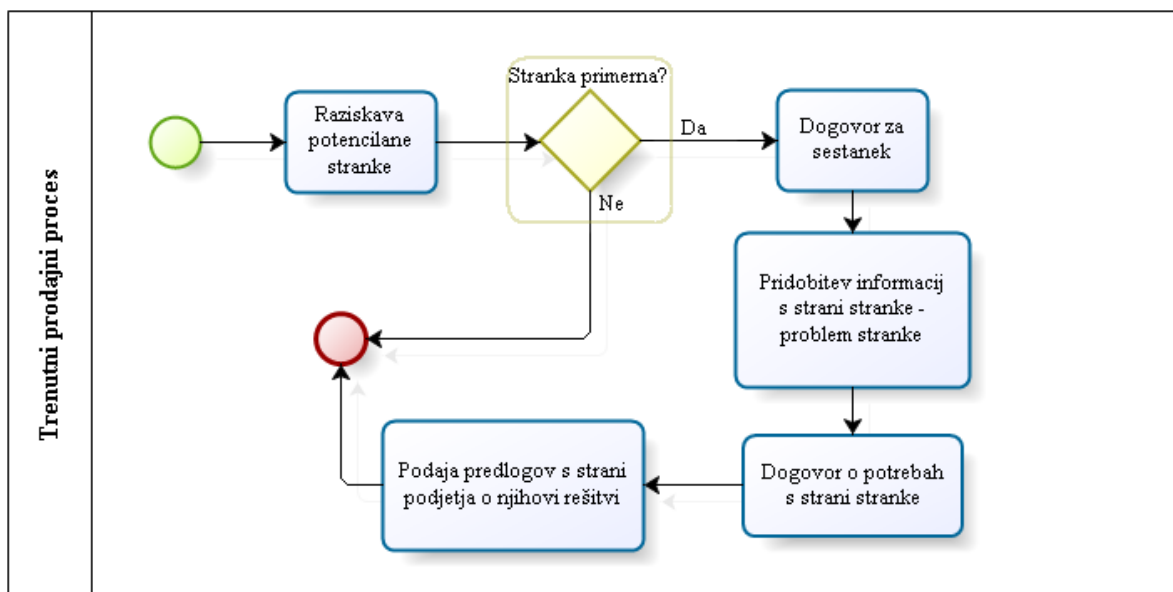 Trenutni prodajni proces
Raziskava
potencilane
stranke
Stranka primerna?
Da
Ne
Dogovor za
sestanek
Pridobitev informacij
s strani stranke -
problem stranke
Dogovor o potrebah
s strani stranke
Podaja predlogov s strani
podjetja o njihovi rešitvi